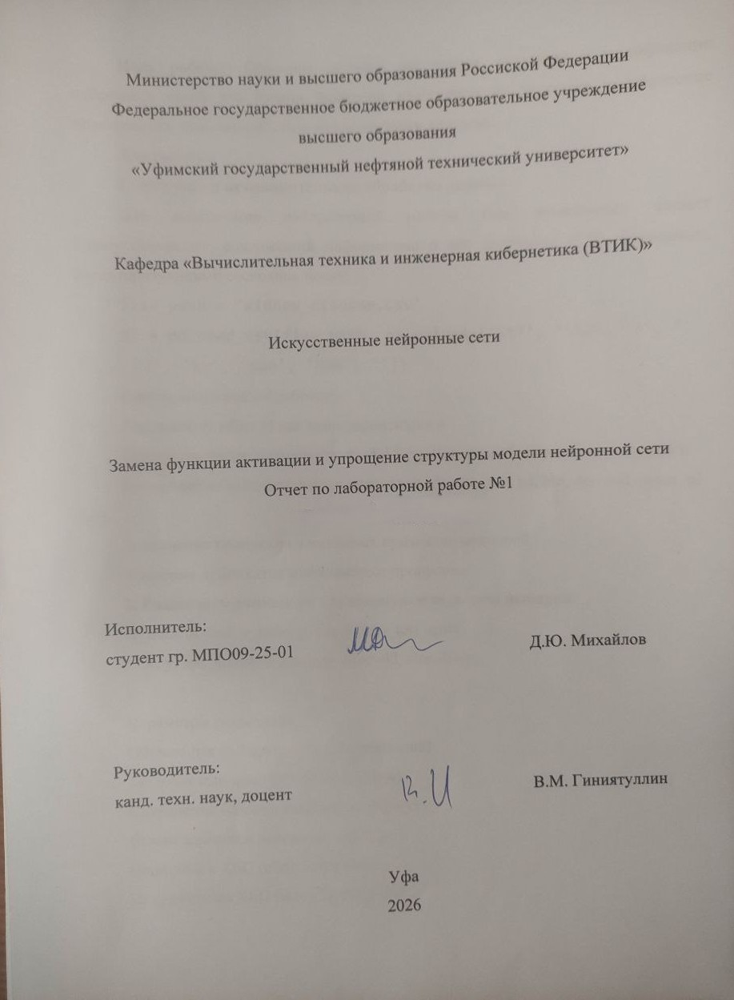 Министерство науки и высшего образования Россиской Федерации
Федеральное государственное бюджетное образовательное учреждение
высшего образования
«Уфимский государственный нефтяной технический университет»
Кафедра «Вычислительная техника и инженерная кибернетика (ВТИК)»
Искусственные нейронные сети
Замена функции активации и упрощение структуры модели нейронной сети
Отчет по лабораторной работе №1
Исполнитель:
студент гр. МПО09-25-01 Д.Ю. Михайлов
Руководитель:
канд. техн. наук, доцент В.М. Гиниятуллин
Уфа
2026